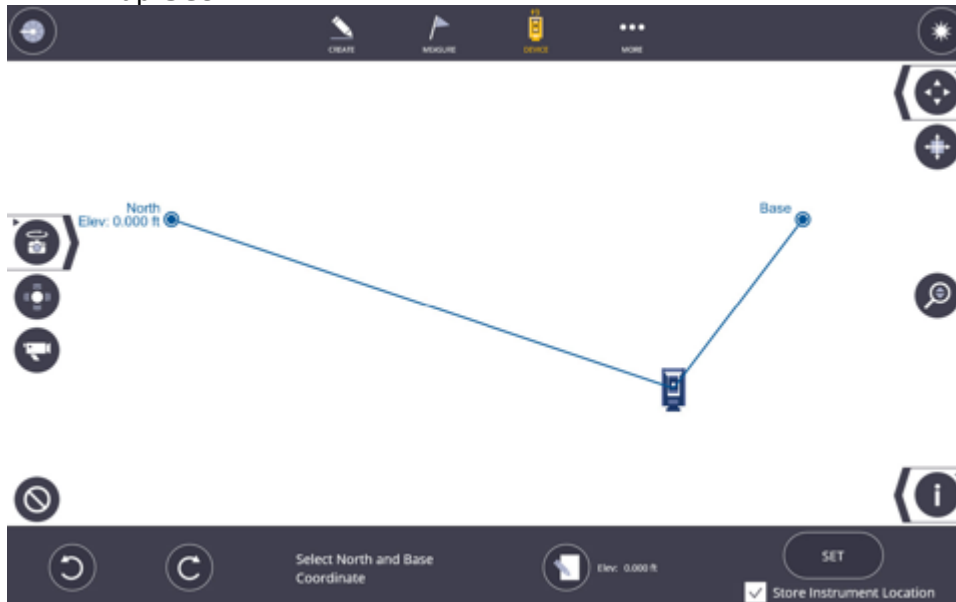 CREATE
MEASURE
DEVICE
MORE
North
Elev: 0.000 ft
Base
Select North and Base
Coordinate
Elev: 0.000 ft
SET
Store Instrument Location